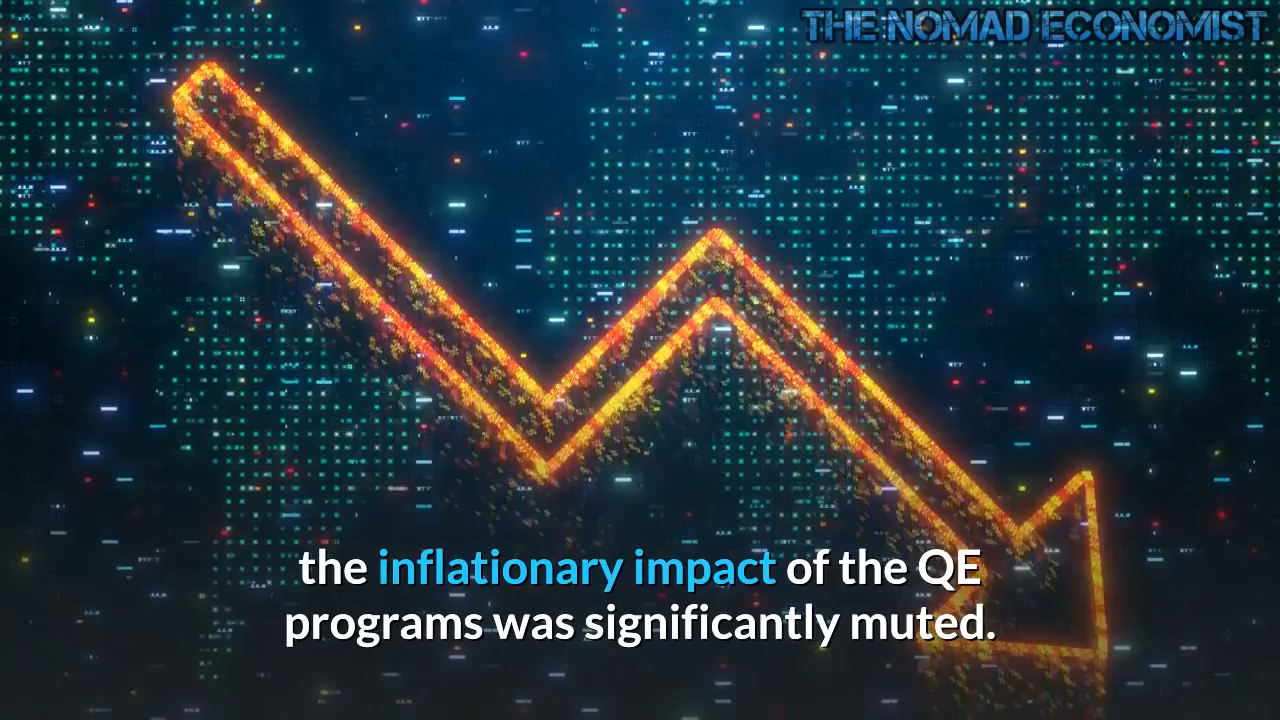 THE NOMAD ECONOMIST
the inflationary impact of the QE
programs was significantly muted.